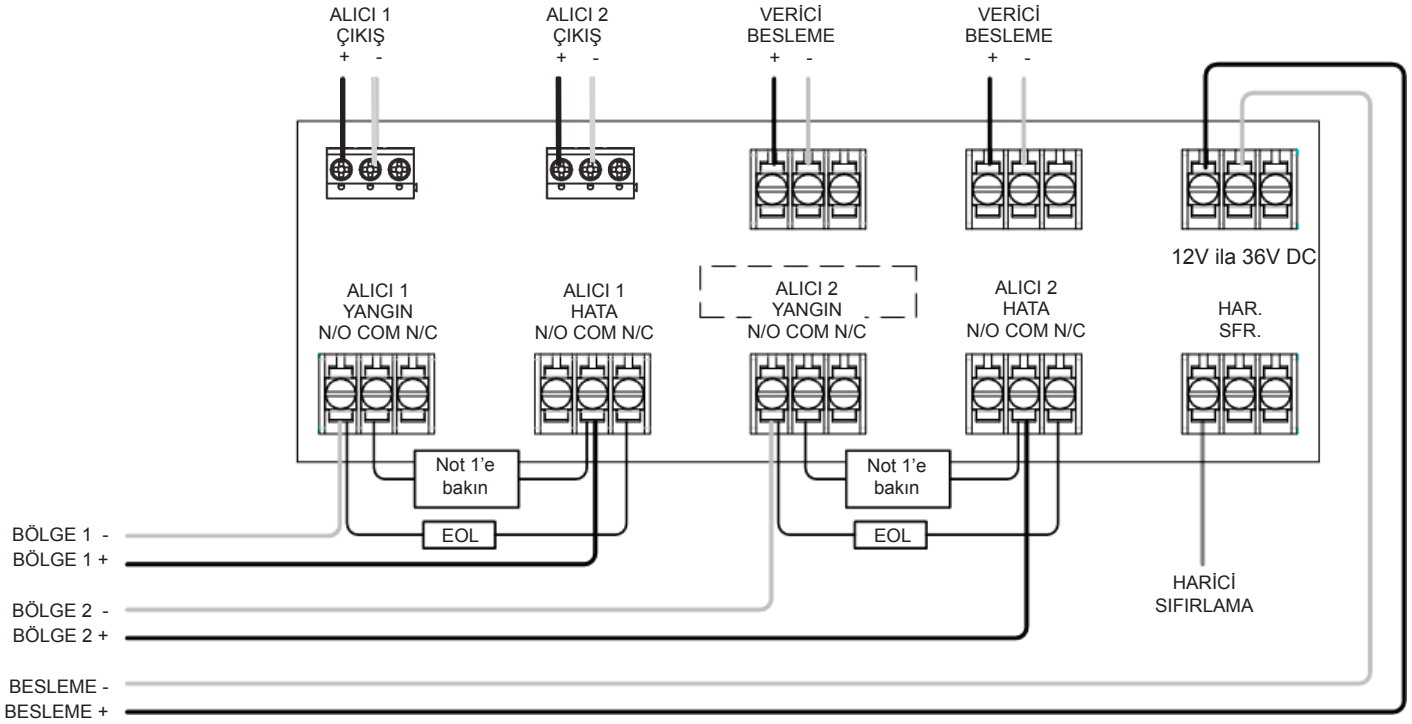 ALICI 1
ÇIKIŞ
+ -
ALICI 2
ÇIKIŞ
+ -
VERİCİ
BESLEME
+ -
VERİCİ
BESLEME
+ -
12V ila 36V DC
ALICI 1
YANGIN
N/O COM N/C
ALICI 1
HATA
N/O COM N/C
ALICI 2
YANGIN
N/O COM N/C
ALICI 2
HATA
N/O COM N/C
HAR.
SFR.
Not 1’e
bakın
Not 1’e
bakın
EOL
EOL
BÖLGE 1 -
BÖLGE 1 +
BÖLGE 2 -
BÖLGE 2 +
HARİCİ
SIFIRLAMA
BESLEME -
BESLEME +